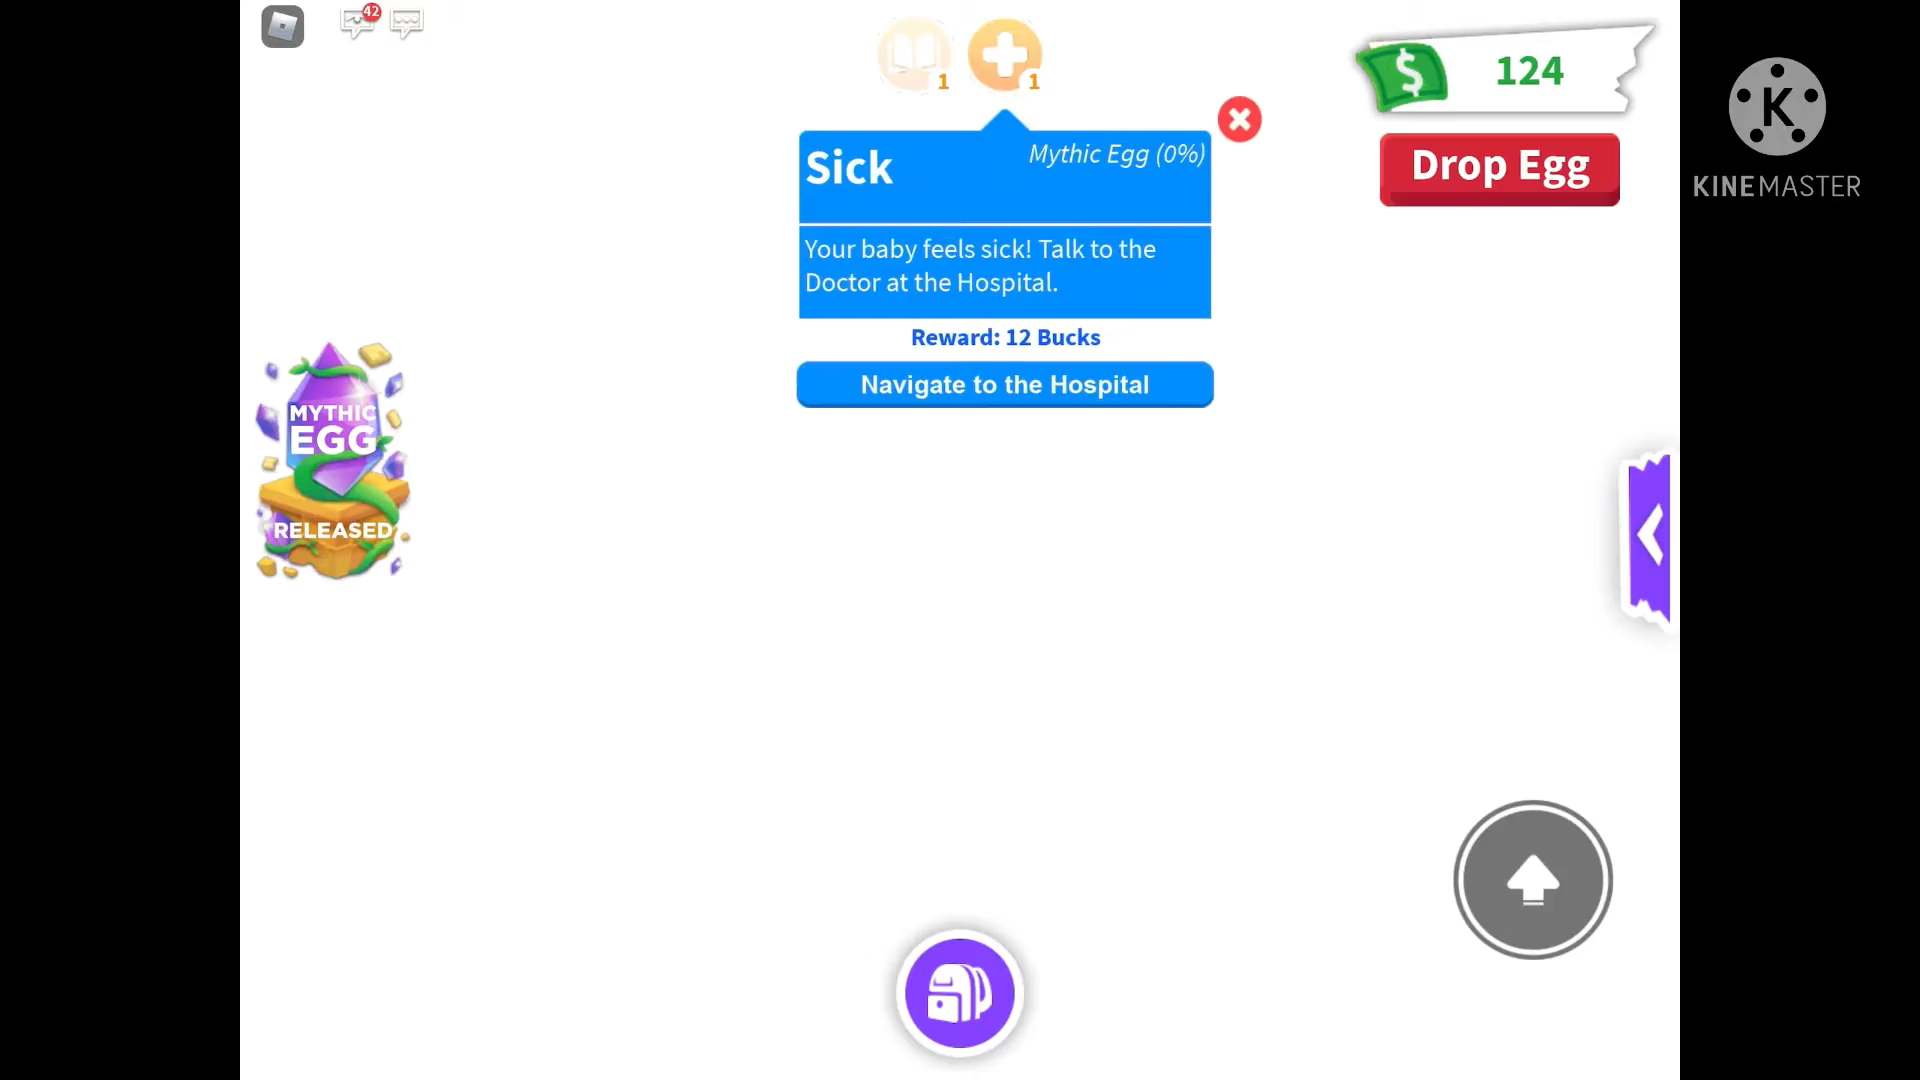 42
1
1
124
Drop Egg
K
KINEMASTER
Sick
Mythic Egg (0%)
Your baby feels sick! Talk to the
Doctor at the Hospital.
Reward: 12 Bucks
Navigate to the Hospital
MYTHIC
EGG
RELEASED